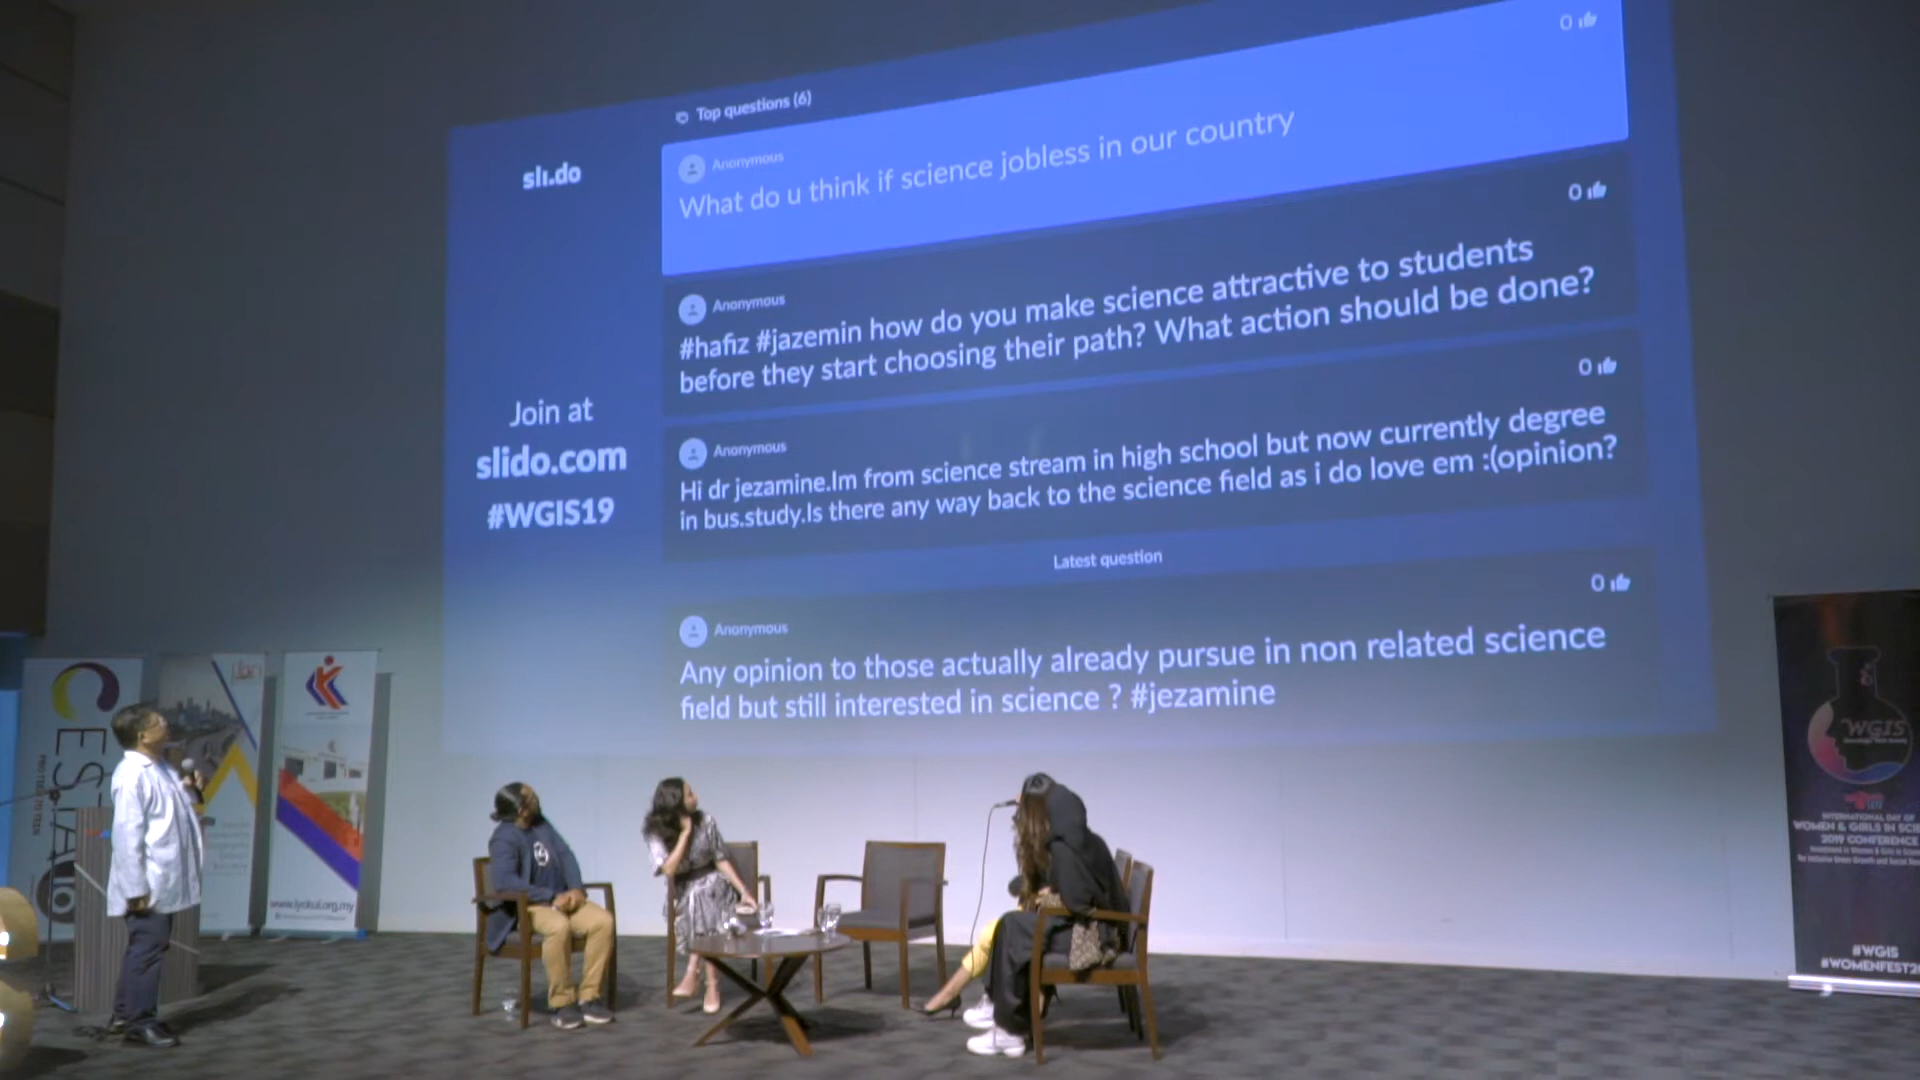 Top questions (6)
0
sli.do
Anonymous
What do u think if science jobless in our country
0
Anonymous
#hafiz #jazemin how do you make science attractive to students
before they start choosing their path? What action should be done?
0
Join at
slido.com
#WGIS19
Anonymous
Hi dr jezamine.Im from science stream in high school but now currently degree
in bus.study.Is there any way back to the science field as i do love em :(opinion?
Latest question
0
Anonymous
Any opinion to those actually already pursue in non related science
field but still interested in science ? #jezamine
WGIS
INTERNATIONAL DAY OF
WOMEN & GIRLS IN SCI
2019 CONFERENCE
#WGIS
#WOMENFEST2